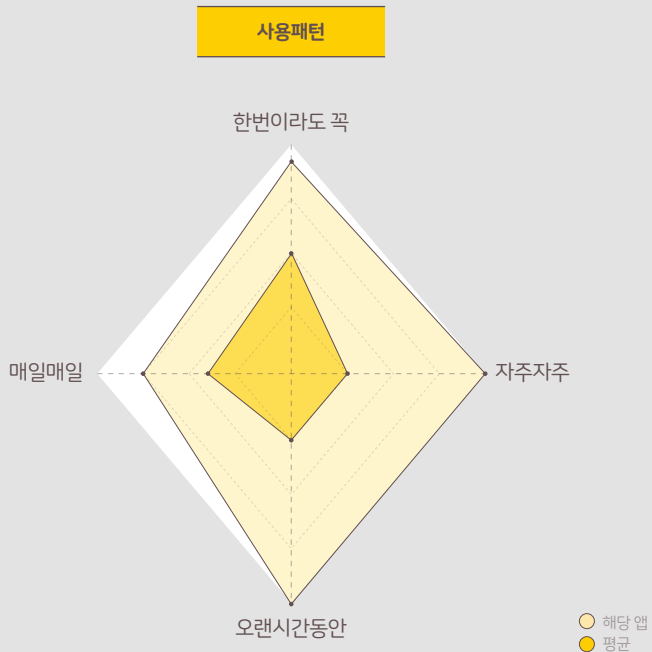 사용패턴
한번이라도 꼭
매일매일
자주자주
오랜시간동안
해당 앱
평균